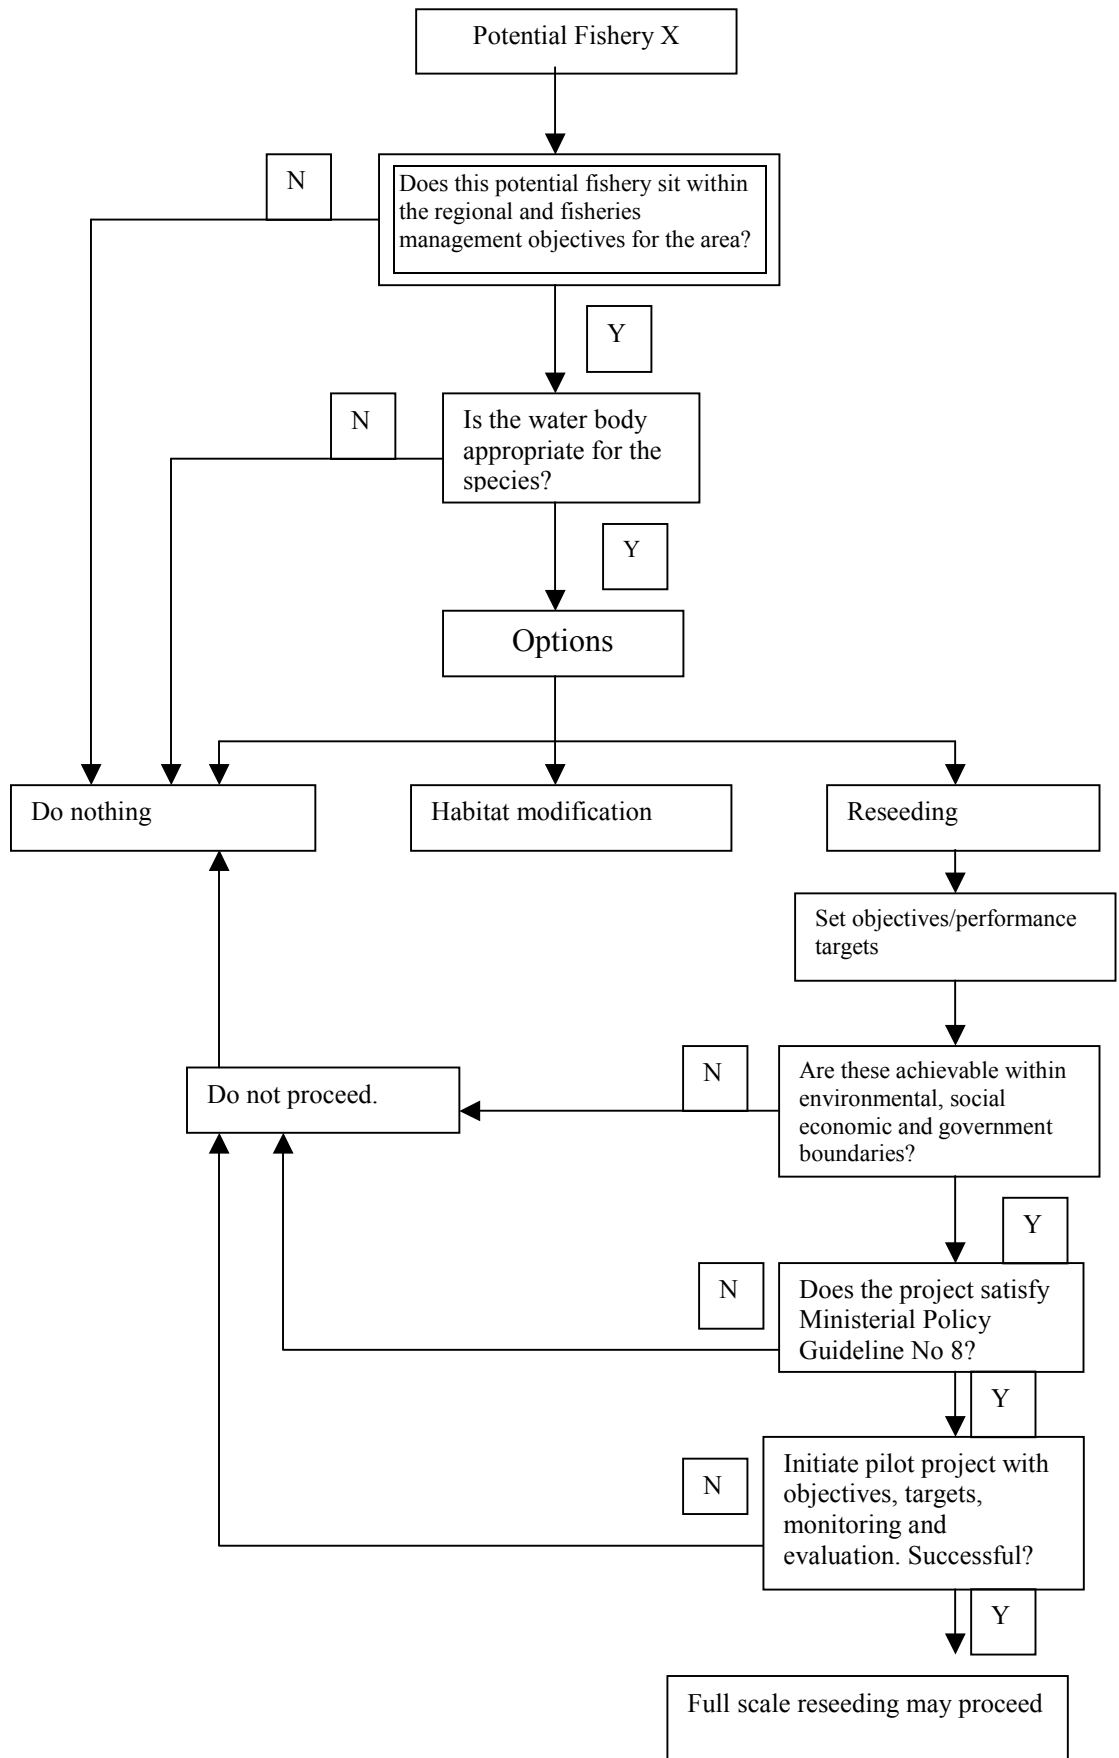 Potential Fishery X
N
Does this potential fishery sit within
the regional and fisheries
management objectives for the area?
Y
N
Is the water body
appropriate for the
species?
Y
Options
Do nothing
Habitat modification
Reseeding
Set objectives/performance
targets
Do not proceed.
N
Are these achievable within
environmental, social
economic and government
boundaries?
Y
N
Does the project satisfy
Ministerial Policy
Guideline No 8?
Y
N
Initiate pilot project with
objectives, targets,
monitoring and
evaluation. Successful?
Y
Full scale reseeding may proceed